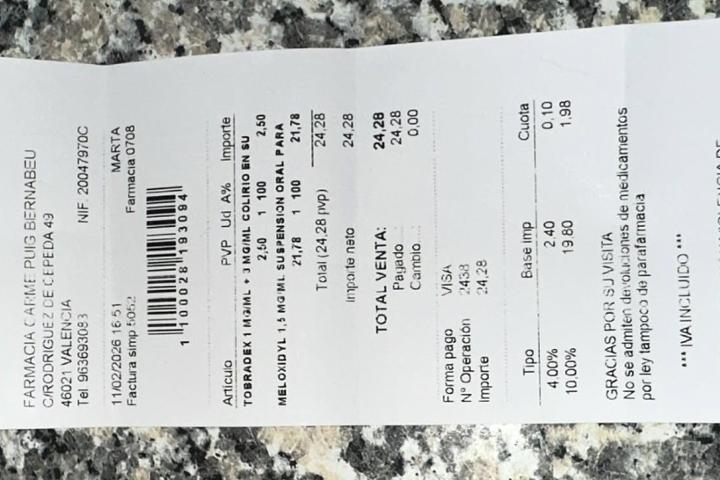 FARMACIA CARME PUIG BERNABEU
C/RODRIGUEZ DE CEPEDA 49
46021 VALENCIA
Tel 963693083 NIF. 20047970C
11/02/2026 16:51 MARTA
Factura simp 5052 Farmacia 0708
1 100028 193094
Artículo PVP Ud A% Importe
TOBRADEX 1 MG/ML + 3 MG/ML COLIRIO EN SU
2,50 1 100 2,50
MELOXIDYL 1,5 MG/ML SUSPENSION ORAL PARA
21,78 1 100 21,78
Total (24,28 pvp) 24,28
Importe neto 24,28
TOTAL VENTA: 24,28
Pagado 24,28
Cambio 0,00
Forma pago VISA
Nº Operación 2438
Importe 24,28
Tipo Base Imp Cuota
4,00% 2.40 0,10
10,00% 19.80 1,98
GRACIAS POR SU VISITA
No se admiten devoluciones de medicamentos
por ley tampoco de parafarmacia
*** IVA INCLUIDO ***